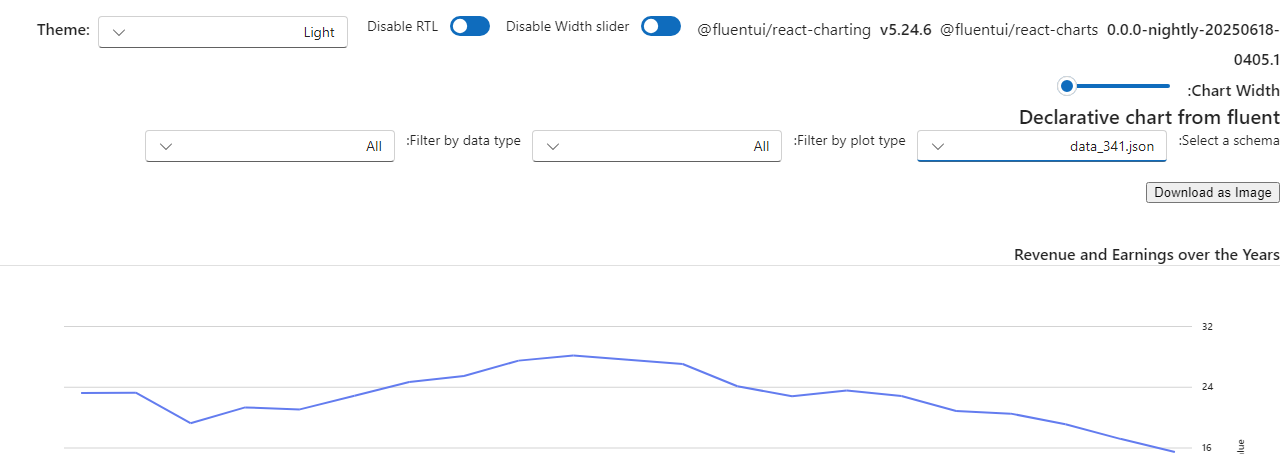 Theme: Light Disable RTL Disable Width slider @fluentui/react-charting v5.24.6 @fluentui/react-charts 0.0.0-nightly-20250618-
0405.1
:Chart Width
Declarative chart from fluent
:Select a schema data_341.json :Filter by plot type All :Filter by data type All
Download as Image
Revenue and Earnings over the Years
32
24
16